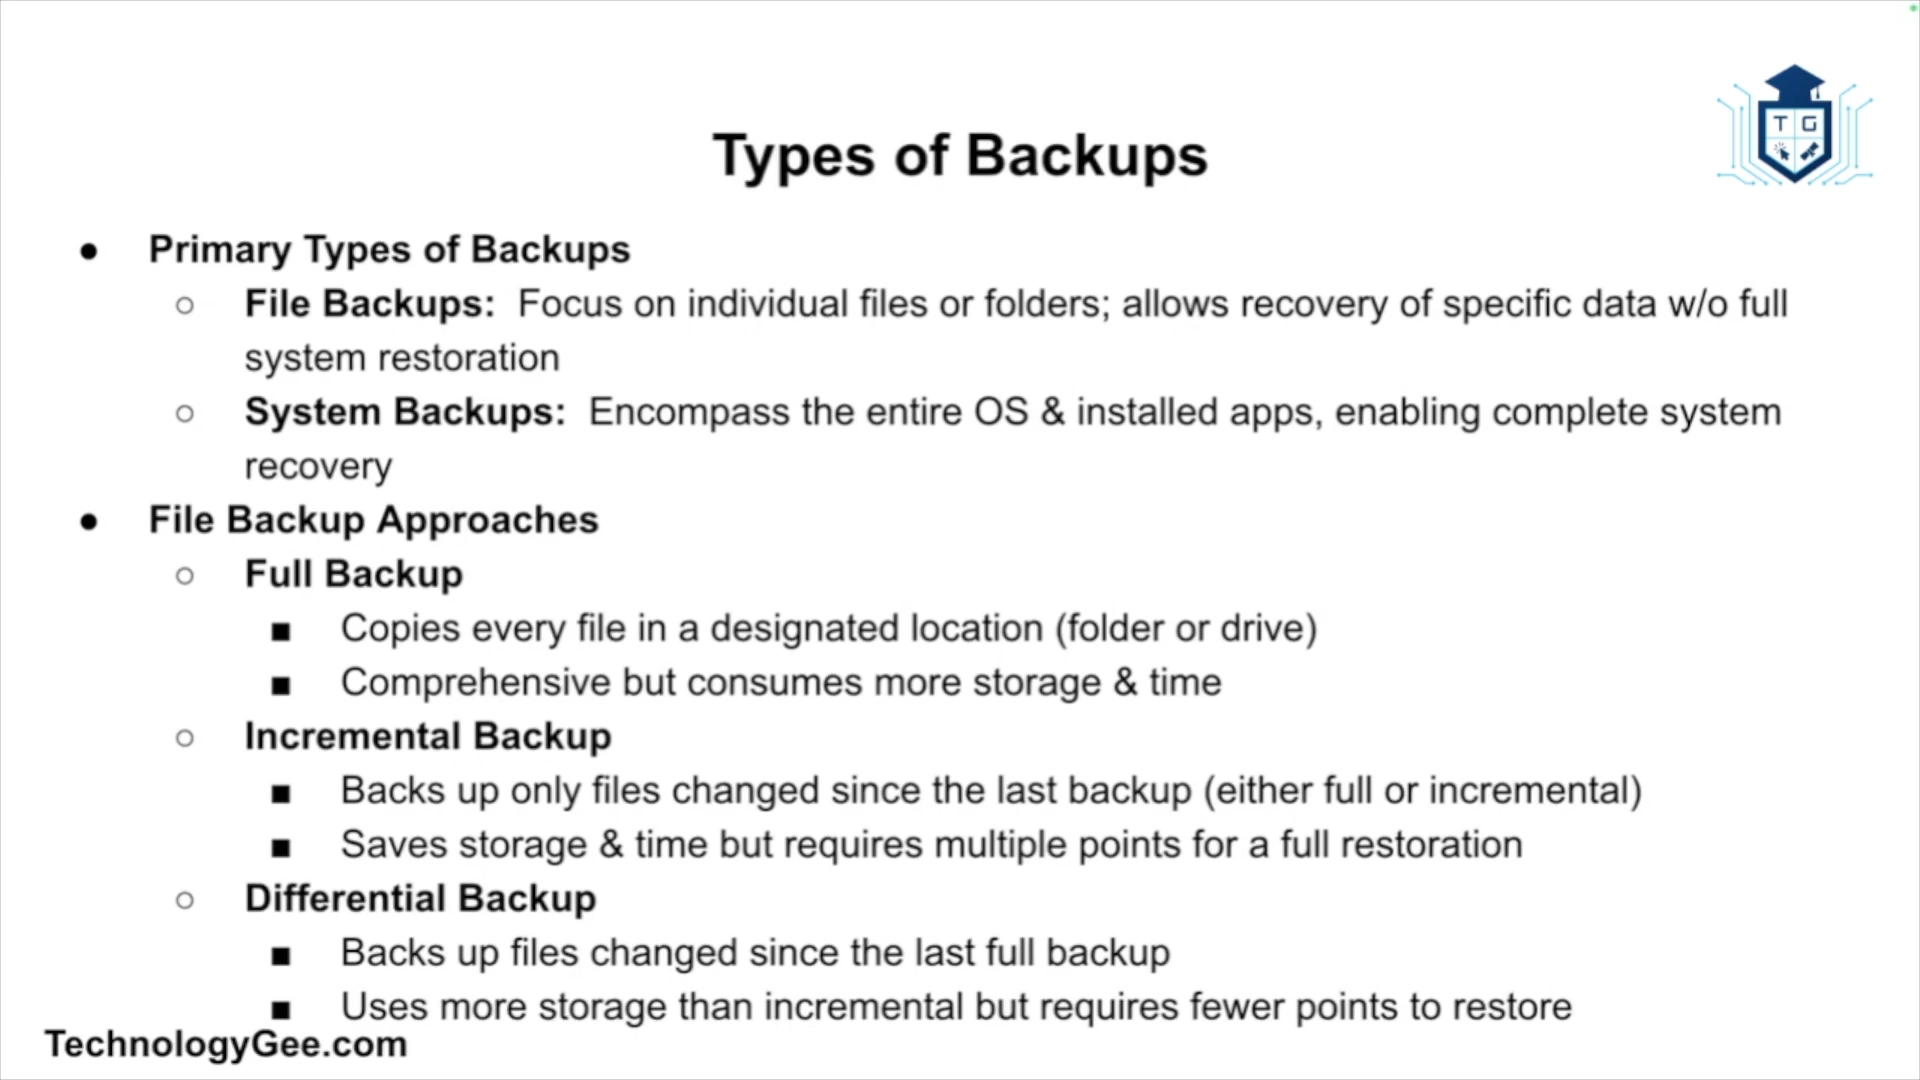 T G
Types of Backups
● Primary Types of Backups
○ File Backups: Focus on individual files or folders; allows recovery of specific data w/o full
system restoration
○ System Backups: Encompass the entire OS & installed apps, enabling complete system
recovery
● File Backup Approaches
○ Full Backup
■ Copies every file in a designated location (folder or drive)
■ Comprehensive but consumes more storage & time
○ Incremental Backup
■ Backs up only files changed since the last backup (either full or incremental)
■ Saves storage & time but requires multiple points for a full restoration
○ Differential Backup
■ Backs up files changed since the last full backup
■ Uses more storage than incremental but requires fewer points to restore
TechnologyGee.com